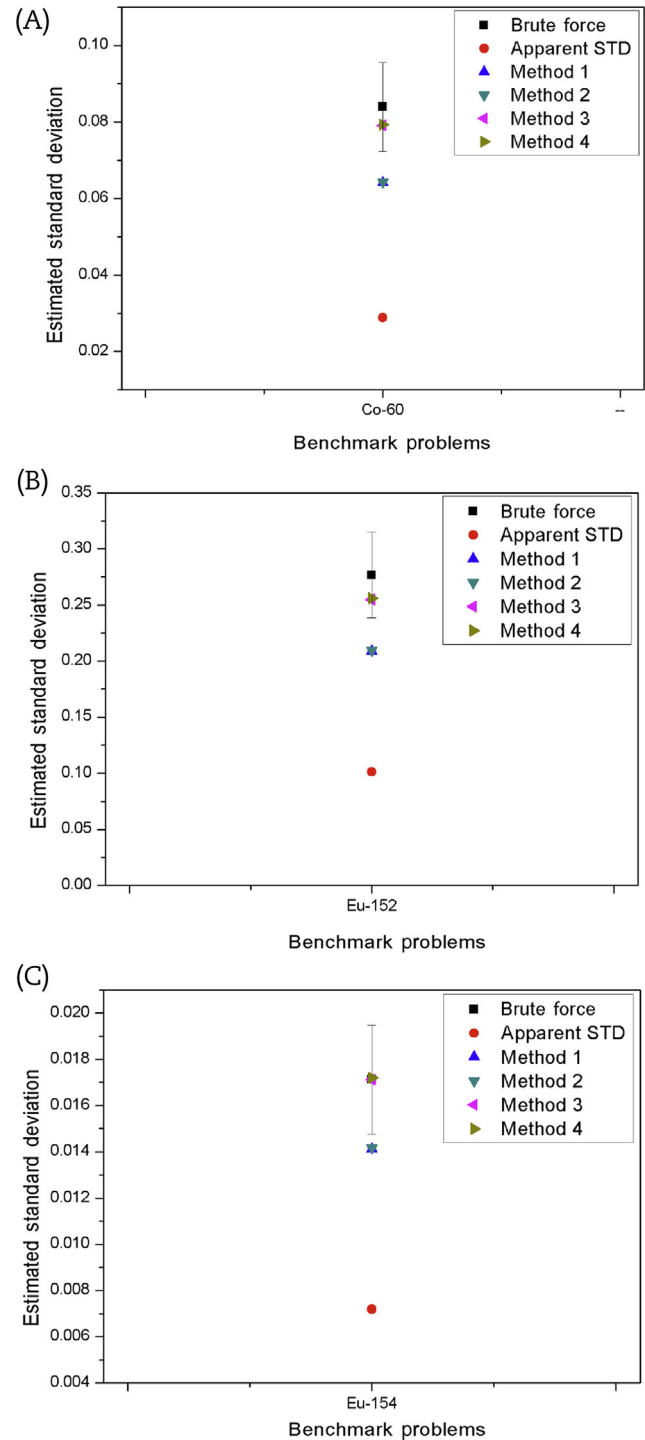 (A)
Estimated standard deviation
0.10
0.08
0.06
0.04
0.02
Brute force
Apparent STD
Method 1
Method 2
Method 3
Method 4
Co-60
--
Benchmark problems
(B)
Estimated standard deviation
0.35
0.30
0.25
0.20
0.15
0.10
0.05
0.00
Brute force
Apparent STD
Method 1
Method 2
Method 3
Method 4
Eu-152
Benchmark problems
(C)
Estimated standard deviation
0.020
0.018
0.016
0.014
0.012
0.010
0.008
0.006
0.004
Brute force
Apparent STD
Method 1
Method 2
Method 3
Method 4
Eu-154
Benchmark problems